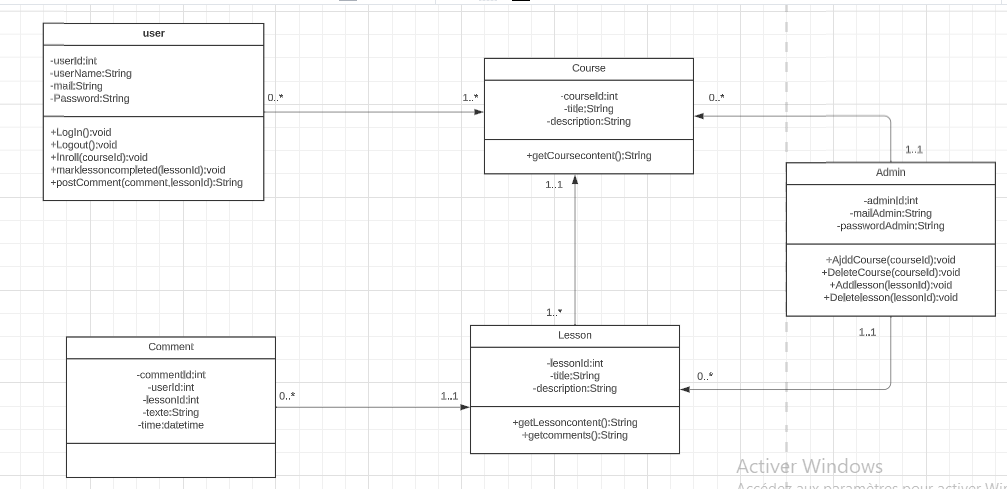 user
-userId:int
-userName:String
-mail:String
-Password:String
+LogIn():void
+Logout():void
+Inroll(courseId):void
+marklessoncompleted(lessonId):void
+postComment(comment,lessonId):String
0..*
1..*
Course
-courseId:int
-title:String
-description:String
+getCoursecontent():String
0..*
1..1
Admin
-adminId:int
-mailAdmin:String
-passwordAdmin:String
+AjddCourse(courseId):void
+DeleteCourse(courseId):void
+Addlesson(lessonId):void
+Deletelesson(lessonId):void
1..1
1..*
1..1
0..*
Lesson
-lessonId:int
-title:String
-description:String
+getLessoncontent():String
+getcomments():String
Comment
-commentId:int
-userId:int
-lessonId:int
-texte:String
-time:datetime
0..*
1..1
Activer Windows
Accédez aux paramètres pour activer